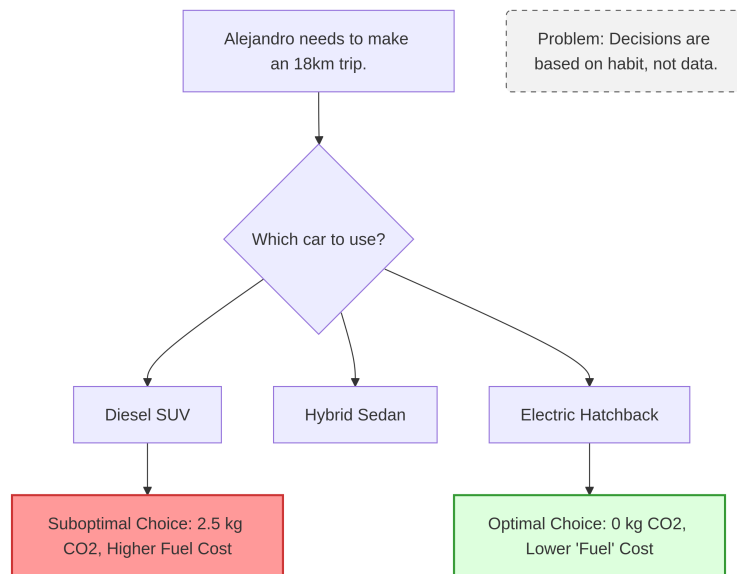 Alejandro needs to make
an 18km trip.
Problem: Decisions are
based on habit, not data.
Which car to use?
Diesel SUV
Hybrid Sedan
Electric Hatchback
Suboptimal Choice: 2.5 kg
CO2, Higher Fuel Cost
Optimal Choice: 0 kg CO2,
Lower 'Fuel' Cost